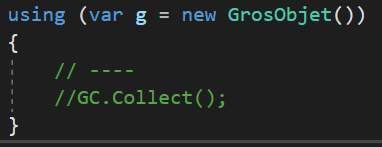 using (var g = new GrosObjet())
{
// ----
//GC.Collect();
}